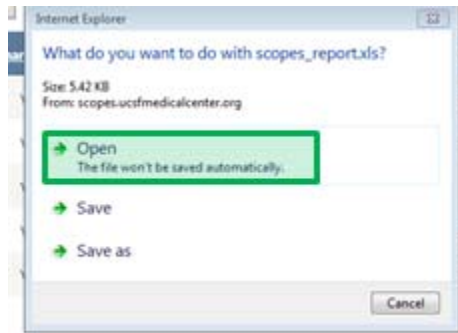 Internet Explorer
What do you want to do with scopes_report.xls?
Size: 5.42 KB
From: scopes.ucsfmedicalcenter.org
Open
The file won't be saved automatically.
Save
Save as
Cancel